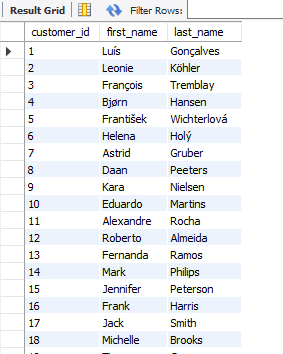 Result Grid Filter Rows:
customer_id first_name last_name
1 Luís Gonçalves
2 Leonie Köhler
3 François Tremblay
4 Bjørn Hansen
5 František Wichterlová
6 Helena Holý
7 Astrid Gruber
8 Daan Peeters
9 Kara Nielsen
10 Eduardo Martins
11 Alexandre Rocha
12 Roberto Almeida
13 Fernanda Ramos
14 Mark Philips
15 Jennifer Peterson
16 Frank Harris
17 Jack Smith
18 Michelle Brooks